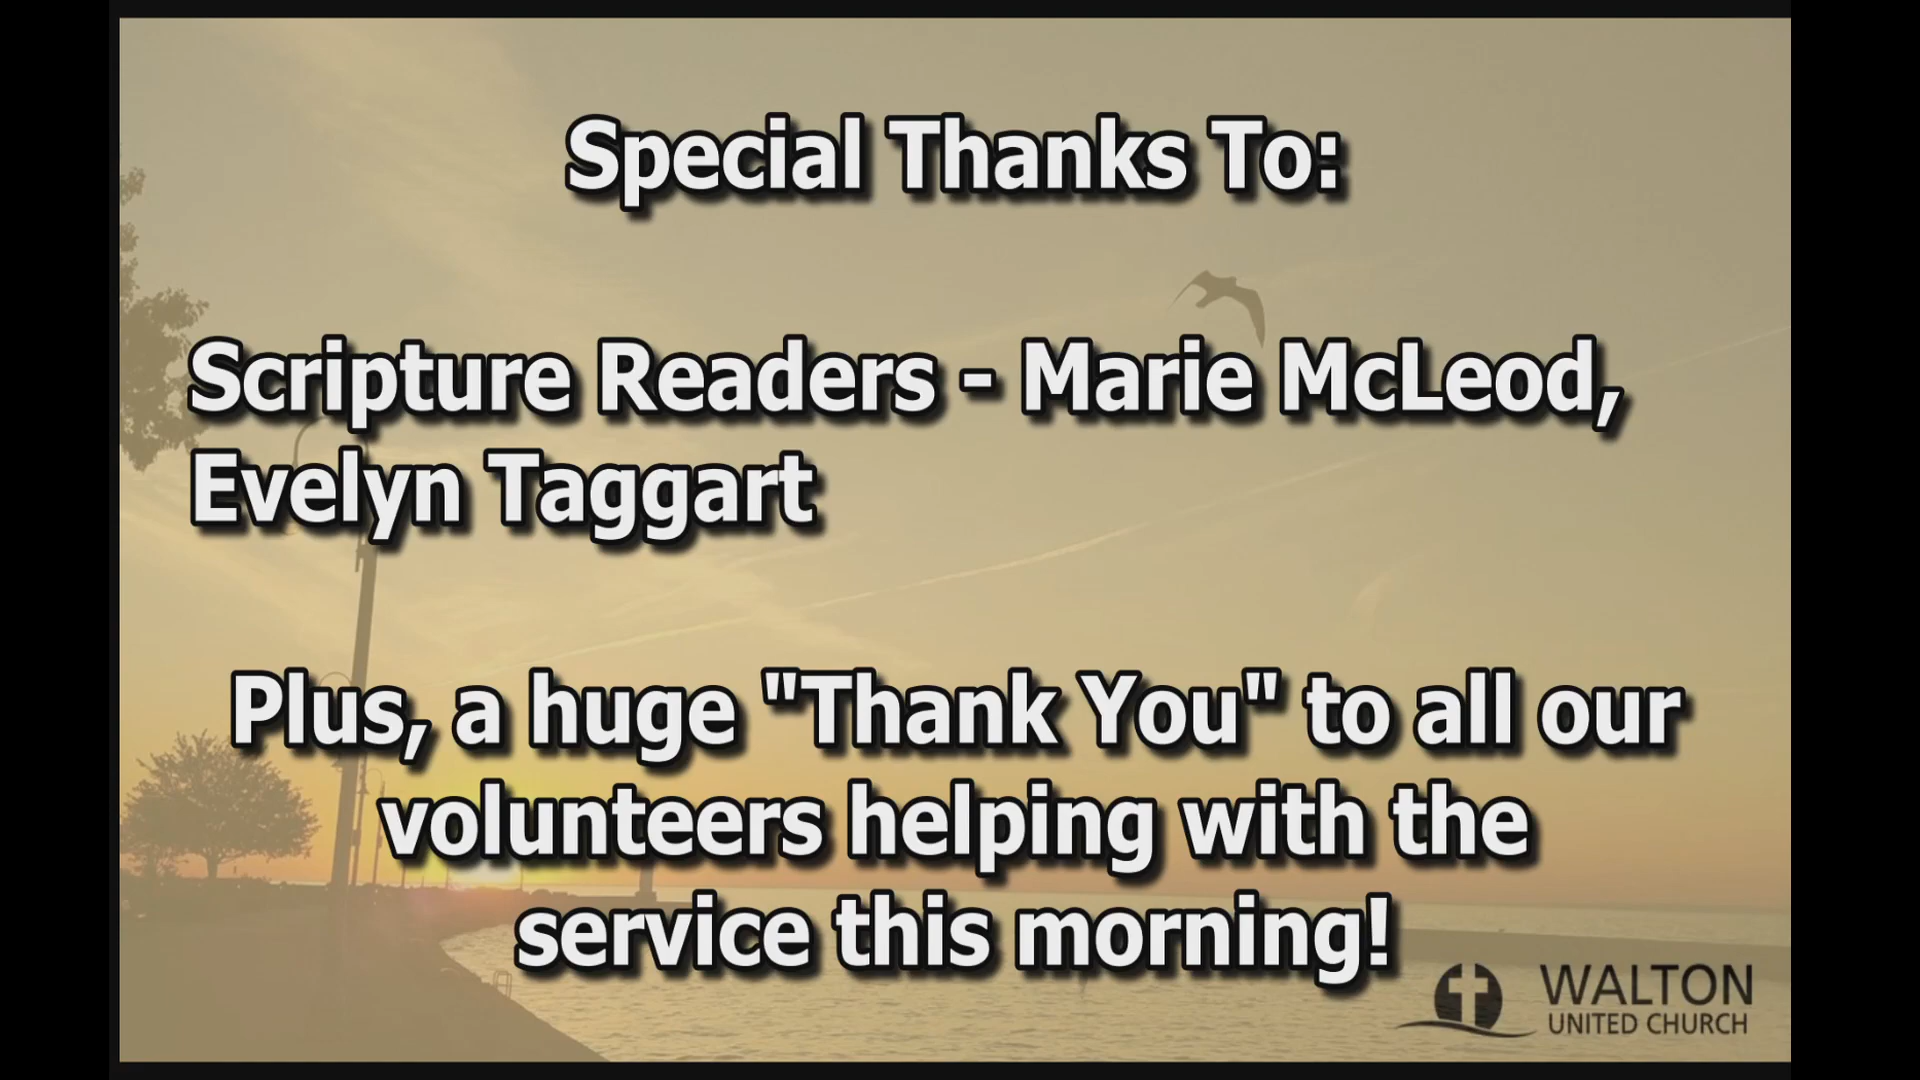 Special Thanks To:
Scripture Readers - Marie McLeod,
Evelyn Taggart
Plus, a huge "Thank You" to all our
volunteers helping with the
service this morning!
WALTON
UNITED CHURCH